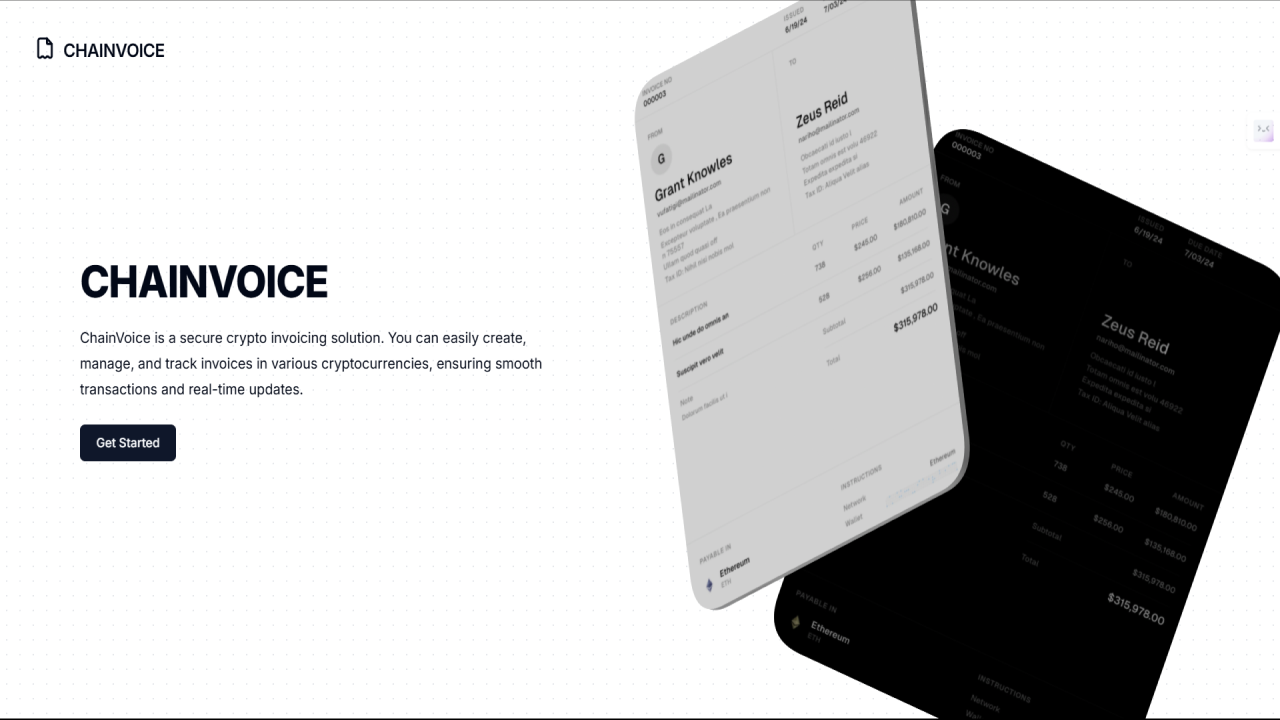 CHAINVOICE
CHAINVOICE
ChainVoice is a secure crypto invoicing solution. You can easily create,
manage, and track invoices in various cryptocurrencies, ensuring smooth
transactions and real-time updates.
Get Started
INVOICE NO
000003
ISSUED
6/19/24
7/03/24
FROM
G
Grant Knowles
vufatigi@mailinator.com
Eos in consequat La
Excepteur voluptate , Ea praesentium non
n 75557
Ullam quod quasi off
Tax ID: Nihil nisi nobis mol
TO
Zeus Reid
nariho@mailinator.com
Obcaecati id iusto l
Totam omnis est volu 46922
Expedita expedita si
Tax ID: Aliqua Velit alias
DESCRIPTION
QTY
PRICE
AMOUNT
Hic unde do omnis an
738
$245.00
$180,810.00
Suscipit vero velit
528
$256.00
$135,168.00
Subtotal
$315,978.00
Total
$315,978.00
Note
Dolorum facilis of i
PAYABLE IN
Ethereum
ETH
INSTRUCTIONS
Network
Ethereum
Wallet
INVOICE NO
000003
ISSUED
6/19/24
DUE DATE
7/03/24
FROM
G
nt Knowles
mailinator.com
quat La
ptate , Ea praesentium non
si off
mol
TO
Zeus Reid
nariho@mailinator.com
Obcaecati id iusto l
Totam omnis est volu 46922
Expedita expedita si
Tax ID: Aliqua Velit alias
QTY
PRICE
AMOUNT
738
$245.00
$180,810.00
528
$256.00
$135,168.00
Subtotal
$315,978.00
Total
$315,978.00
PAYABLE IN
Ethereum
ETH
INSTRUCTIONS
Network
Wal